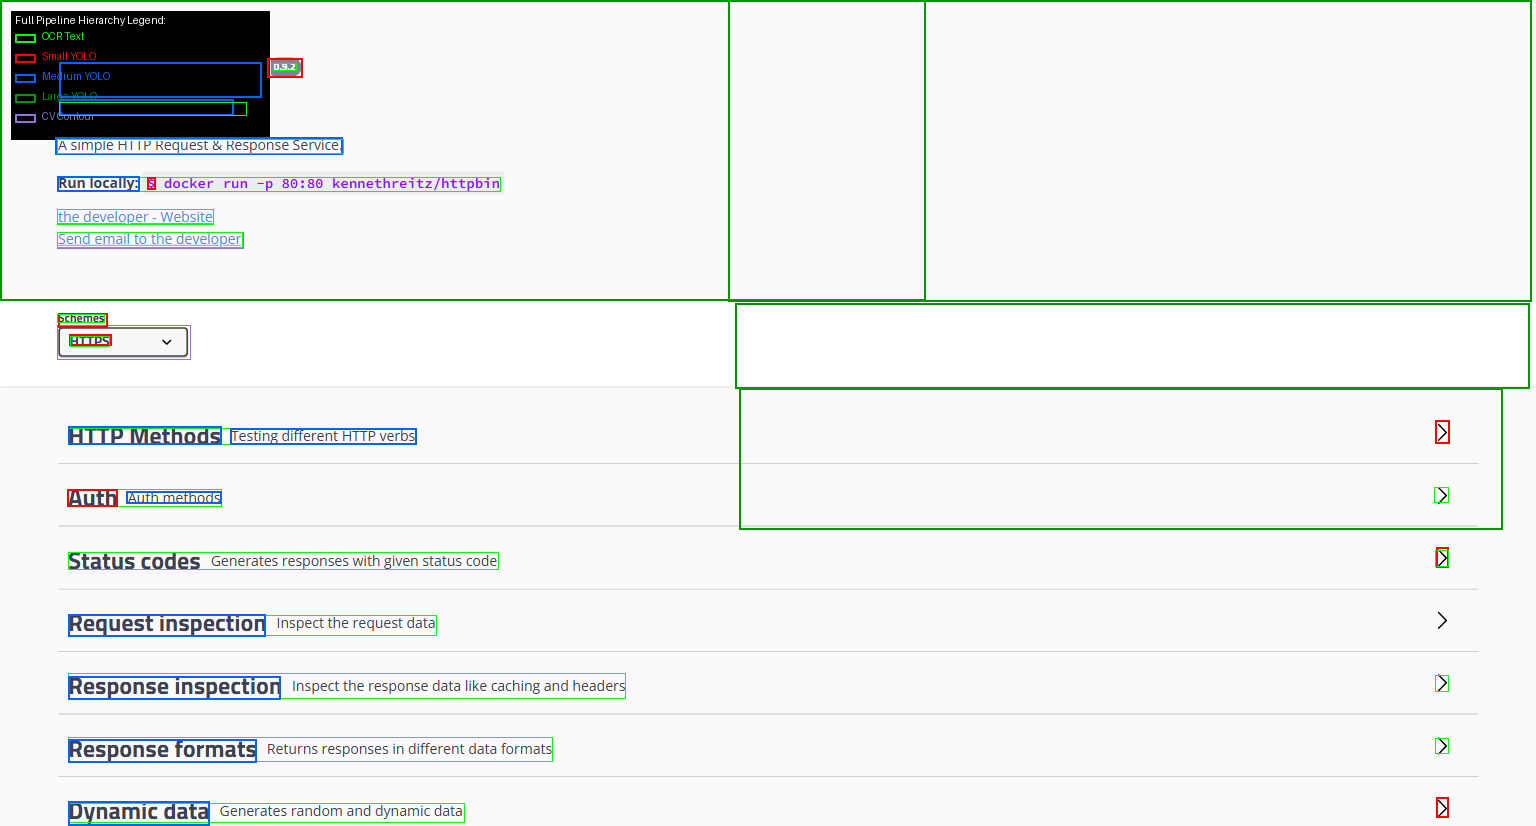 Full Pipeline Hierarchy Legend:
OCR Text
Small YOLO
Medium YOLO
Large YOLO
CV Contour
0.9.2
A simple HTTP Request & Response Service.
Run locally: $ docker run -p 80:80 kennethreitz/httpbin
the developer - Website
Send email to the developer
Schemes
HTTPS
HTTP Methods Testing different HTTP verbs
Auth Auth methods
Status codes Generates responses with given status code
Request inspection Inspect the request data
Response inspection Inspect the response data like caching and headers
Response formats Returns responses in different data formats
Dynamic data Generates random and dynamic data